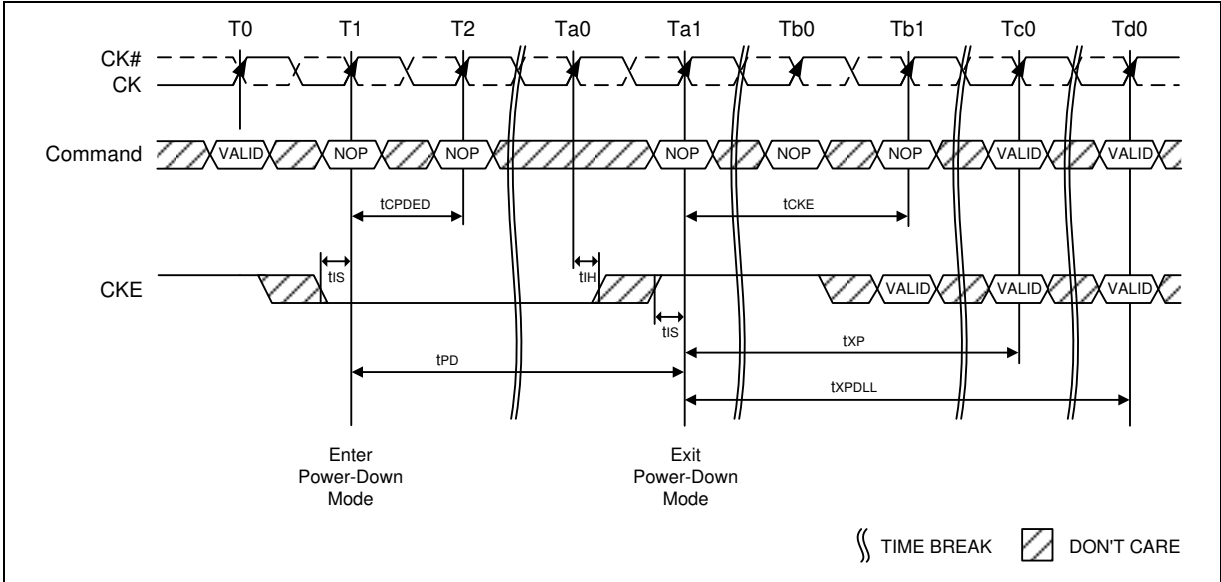 T0 T1 T2 Ta0 Ta1 Tb0 Tb1 Tc0 Td0
CK#
CK
Command VALID NOP NOP NOP NOP NOP VALID VALID
tCPDED tCKE
tIS tIH
CKE VALID VALID VALID
tIS
tXP
tPD
tXPDLL
Enter
Power-Down
Mode
Exit
Power-Down
Mode
TIME BREAK DON'T CARE